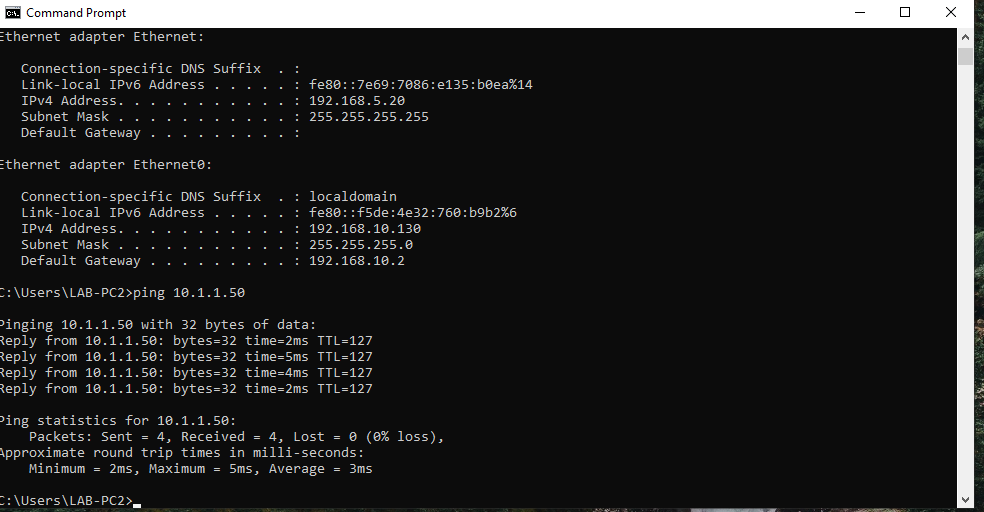 Command Prompt
Ethernet adapter Ethernet:
Connection-specific DNS Suffix  . :
Link-local IPv6 Address . . . . . : fe80::7e69:7086:e135:b0ea%14
IPv4 Address. . . . . . . . . . . : 192.168.5.20
Subnet Mask . . . . . . . . . . . : 255.255.255.255
Default Gateway . . . . . . . . . :
Ethernet adapter Ethernet0:
Connection-specific DNS Suffix  . : localdomain
Link-local IPv6 Address . . . . . : fe80::f5de:4e32:760:b9b2%6
IPv4 Address. . . . . . . . . . . : 192.168.10.130
Subnet Mask . . . . . . . . . . . : 255.255.255.0
Default Gateway . . . . . . . . . : 192.168.10.2
C:\Users\LAB-PC2>ping 10.1.1.50
Pinging 10.1.1.50 with 32 bytes of data:
Reply from 10.1.1.50: bytes=32 time=2ms TTL=127
Reply from 10.1.1.50: bytes=32 time=5ms TTL=127
Reply from 10.1.1.50: bytes=32 time=4ms TTL=127
Reply from 10.1.1.50: bytes=32 time=2ms TTL=127
Ping statistics for 10.1.1.50:
Packets: Sent = 4, Received = 4, Lost = 0 (0% loss),
Approximate round trip times in milli-seconds:
Minimum = 2ms, Maximum = 5ms, Average = 3ms
C:\Users\LAB-PC2>